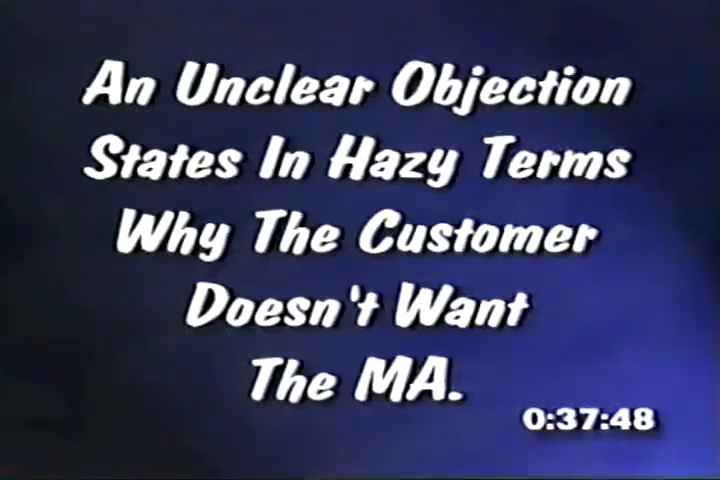 An Unclear Objection
States In Hazy Terms
Why The Customer
Doesn't Want
The MA.
0:37:48